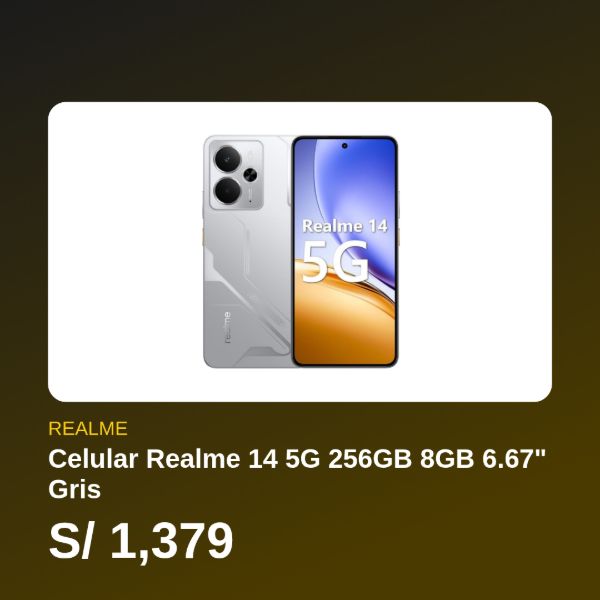 Realme 14
5G
realme
REALME
Celular Realme 14 5G 256GB 8GB 6.67"
Gris
S/ 1,379